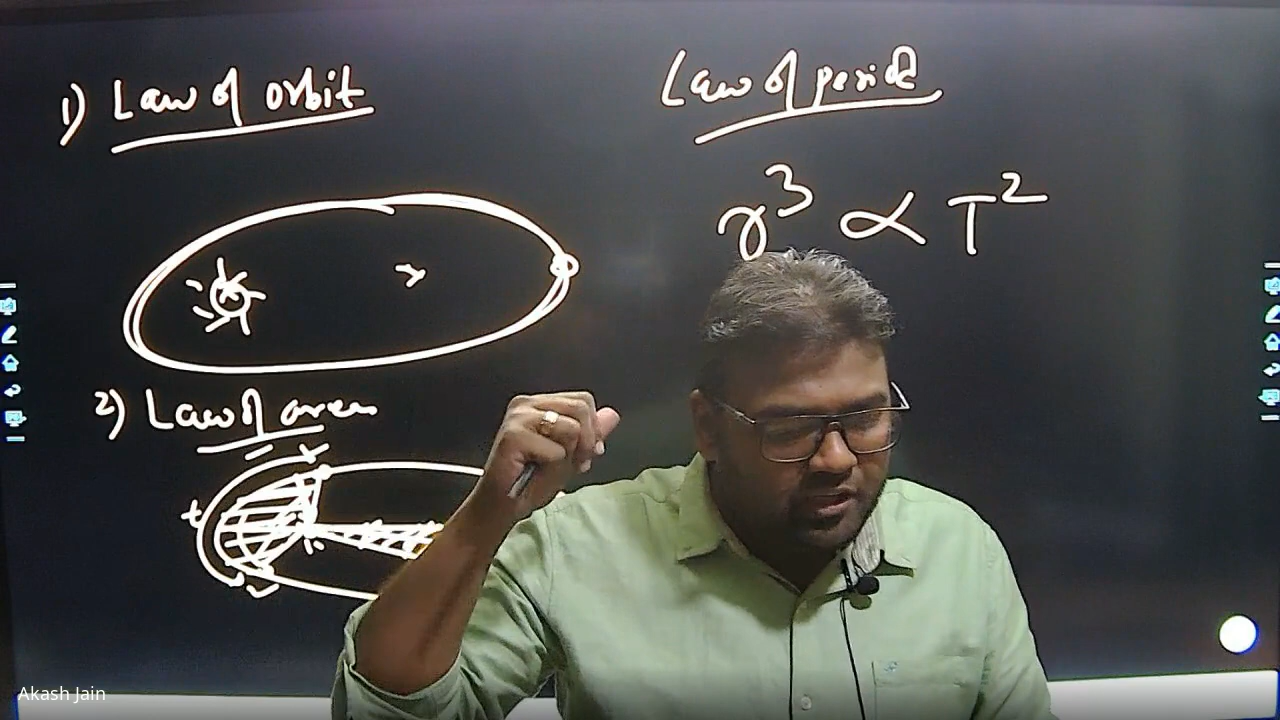 1) Law of orbit
Law of period
r³ ∝ T²
2) Law of area
Akash Jain